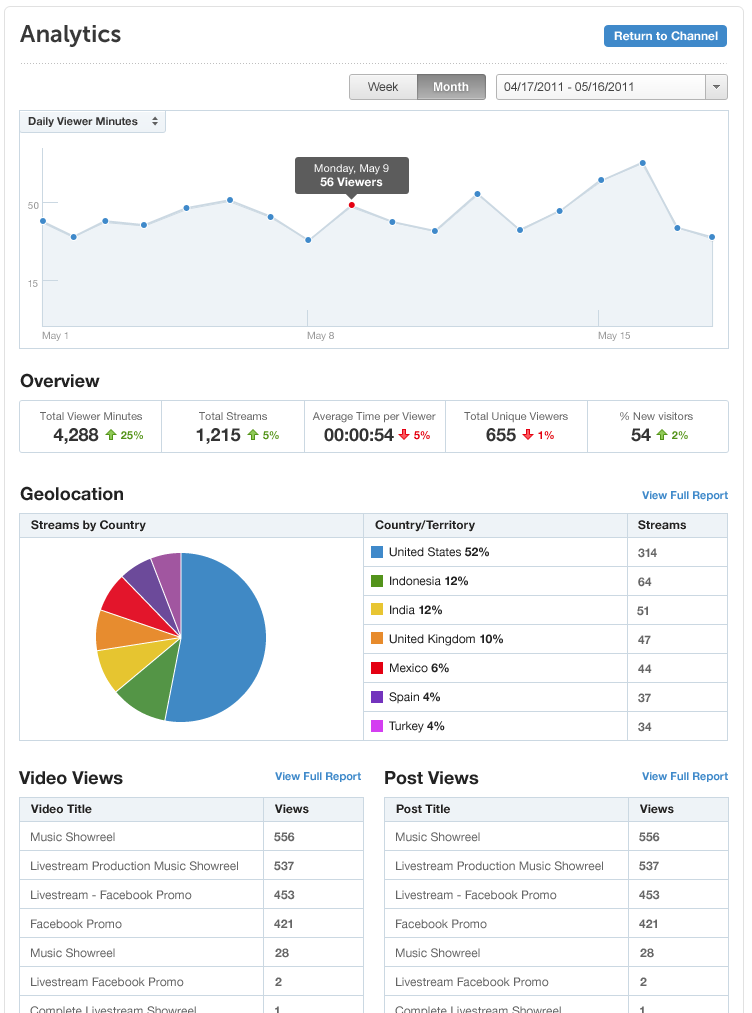 Analytics
Return to Channel
Week
Month
04/17/2011 - 05/16/2011
Daily Viewer Minutes
Monday, May 9
56 Viewers
50
15
May 1
May 8
May 15
Overview
Total Viewer Minutes
4,288 25%
Total Streams
1,215 5%
Average Time per Viewer
00:00:54 5%
Total Unique Viewers
655 1%
% New visitors
54 2%
Geolocation
View Full Report
Streams by Country
Country/Territory
Streams
United States 52%
314
Indonesia 12%
64
India 12%
51
United Kingdom 10%
47
Mexico 6%
44
Spain 4%
37
Turkey 4%
34
Video Views
View Full Report
Video Title
Views
Music Showreel
556
Livestream Production Music Showreel
537
Livestream - Facebook Promo
453
Facebook Promo
421
Music Showreel
28
Livestream Facebook Promo
2
Complete Livestream Showreel
1
Post Views
View Full Report
Post Title
Views
Music Showreel
556
Livestream Production Music Showreel
537
Livestream - Facebook Promo
453
Facebook Promo
421
Music Showreel
28
Livestream Facebook Promo
2
Complete Livestream Showreel
1